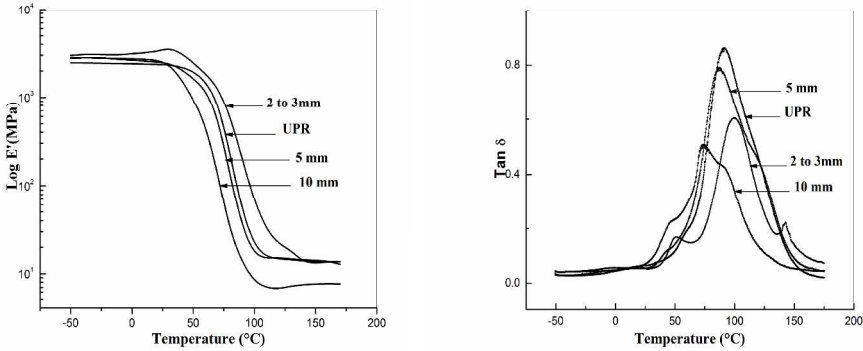 10⁴
10³
10²
10¹
Log E'(MPa)
2 to 3mm
UPR
5 mm
10 mm
-50 0 50 100 150 200
Temperature (°C)
0.8
0.4
0.0
Tan δ
5 mm
UPR
2 to 3mm
10 mm
-50 0 50 100 150 200
Temperature (°C)